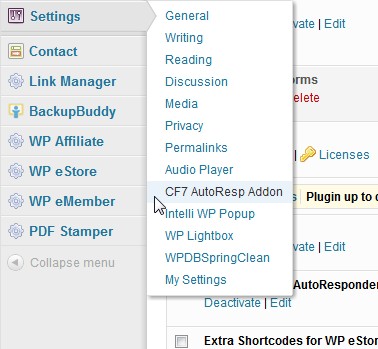 Settings
Contact
Link Manager
BackupBuddy
WP Affiliate
WP eStore
WP eMember
PDF Stamper
Collapse menu
General
Writing
Reading
Discussion
Media
Privacy
Permalinks
Audio Player
CF7 AutoResp Addon
Intelli WP Popup
WP Lightbox
WPDBSpringClean
My Settings
vate | Edit
orms
elete
| Licenses
Plugin up to d
vate | Edit
AutoResponder
Deactivate | Edit
Extra Shortcodes for WP eStor